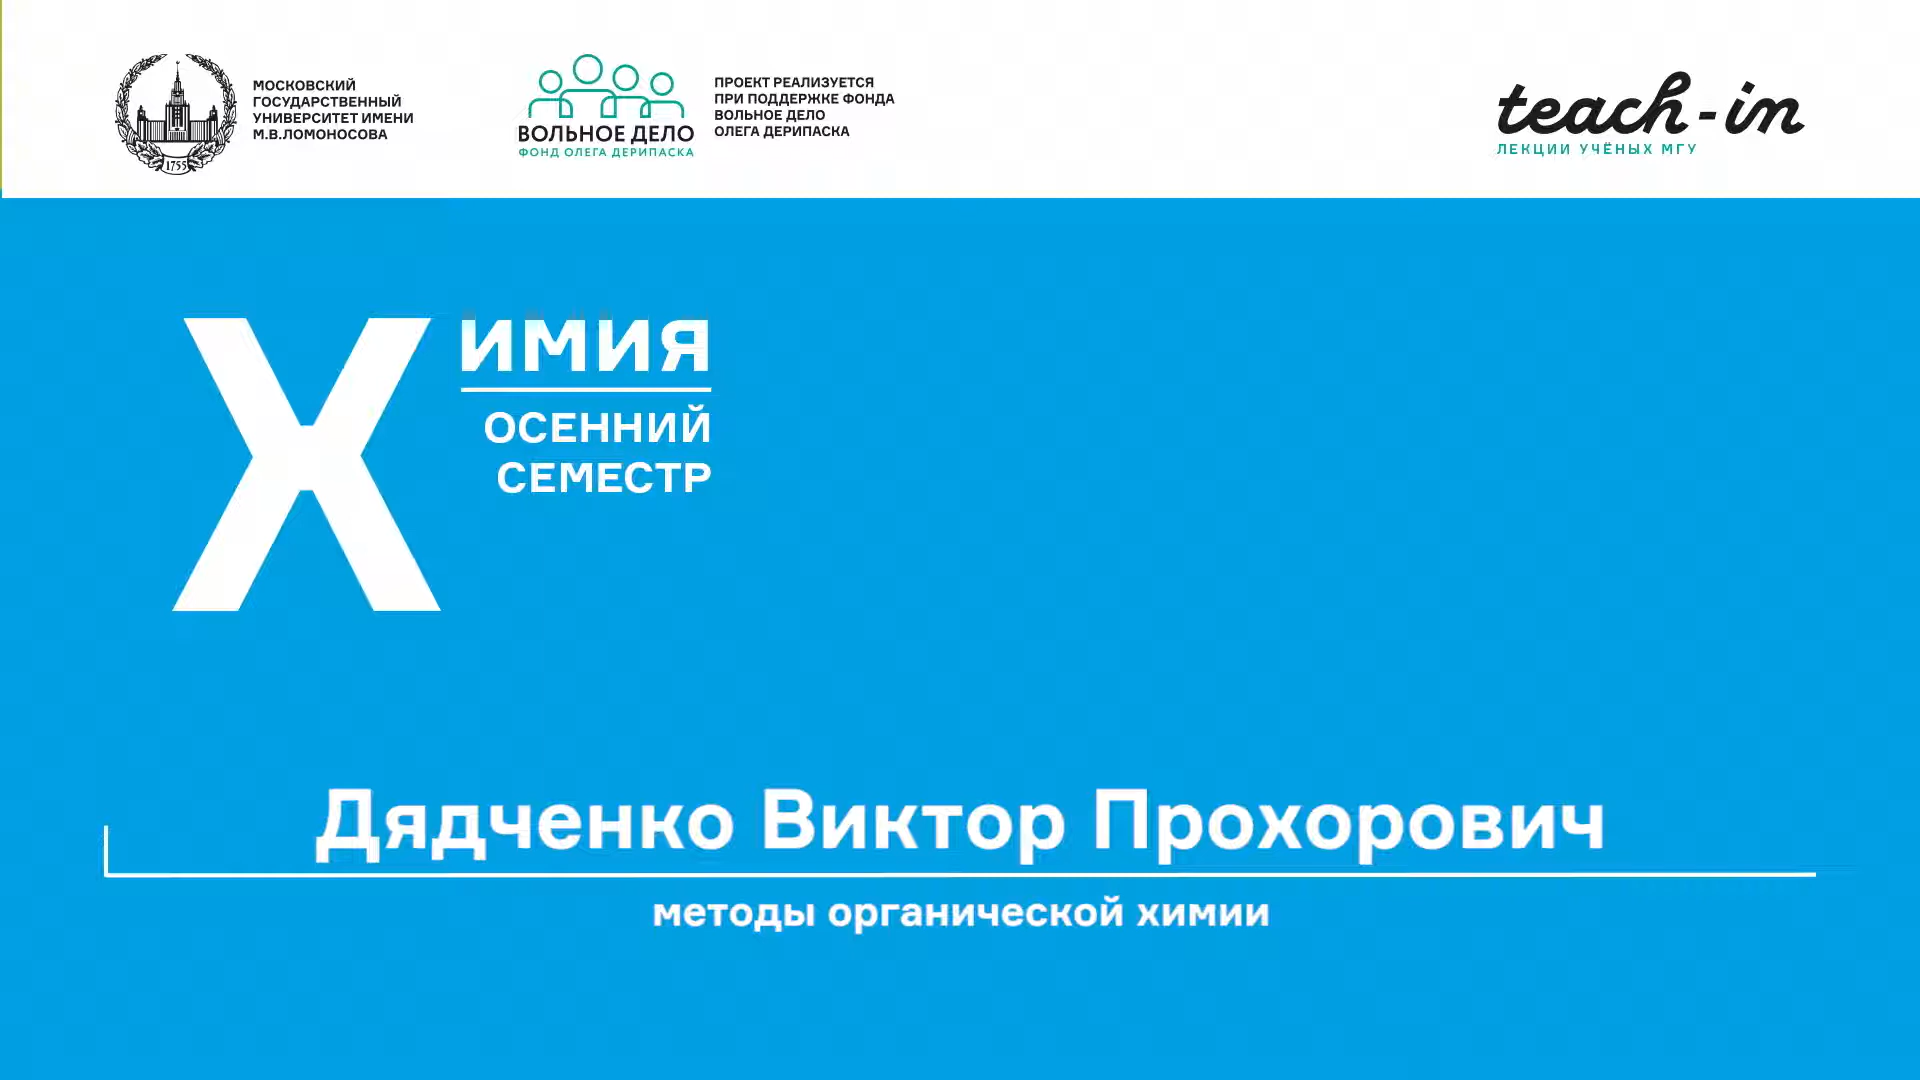 МОСКОВСКИЙ
ГОСУДАРСТВЕННЫЙ
УНИВЕРСИТЕТ ИМЕНИ
М.В.ЛОМОНОСОВА
1755
ВОЛЬНОЕ ДЕЛО
ФОНД ОЛЕГА ДЕРИПАСКА
ПРОЕКТ РЕАЛИЗУЕТСЯ
ПРИ ПОДДЕРЖКЕ ФОНДА
ВОЛЬНОЕ ДЕЛО
ОЛЕГА ДЕРИПАСКА
teach-in
ЛЕКЦИИ УЧЁНЫХ МГУ
ХИМИЯ
ОСЕННИЙ
СЕМЕСТР
Дядченко Виктор Прохорович
методы органической химии